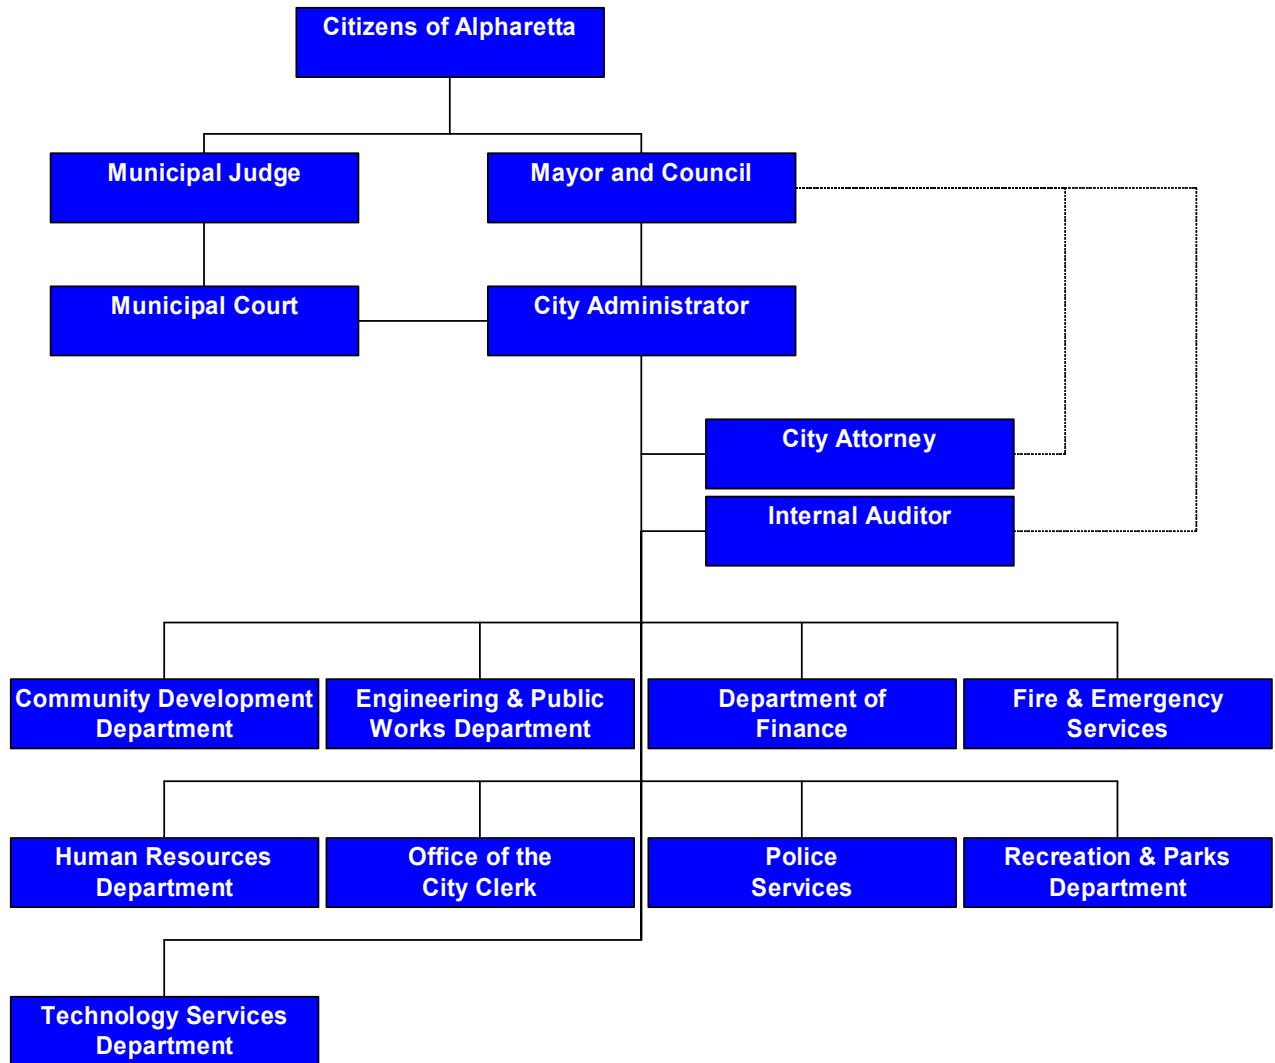 Citizens of Alpharetta
Municipal Judge
Mayor and Council
Municipal Court
City Administrator
City Attorney
Internal Auditor
Community Development
Department
Engineering & Public
Works Department
Department of
Finance
Fire & Emergency
Services
Human Resources
Department
Office of the
City Clerk
Police
Services
Recreation & Parks
Department
Technology Services
Department